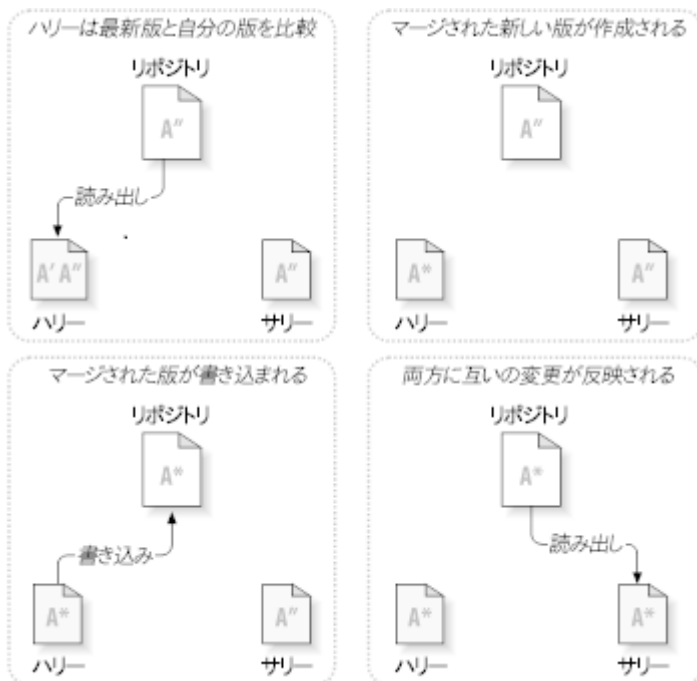 ハリーは最新版と自分の版を比較
リポジトリ
A"
読み出し
A' A"
A"
ハリー
サリー
マージされた新しい版が作成される
リポジトリ
A"
A*
A"
ハリー
サリー
マージされた版が書き込まれる
リポジトリ
A*
書き込み
A*
A"
ハリー
サリー
両方に互いの変更が反映される
リポジトリ
A*
読み出し
A*
A*
ハリー
サリー